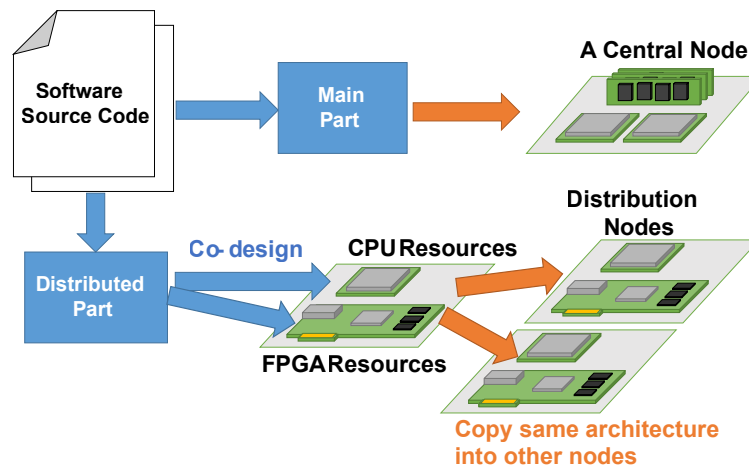 Software
Source Code
Main
Part
A Central Node
Distributed
Part
Co-design
CPU Resources
FPGA Resources
Distribution
Nodes
Copy same architecture
into other nodes